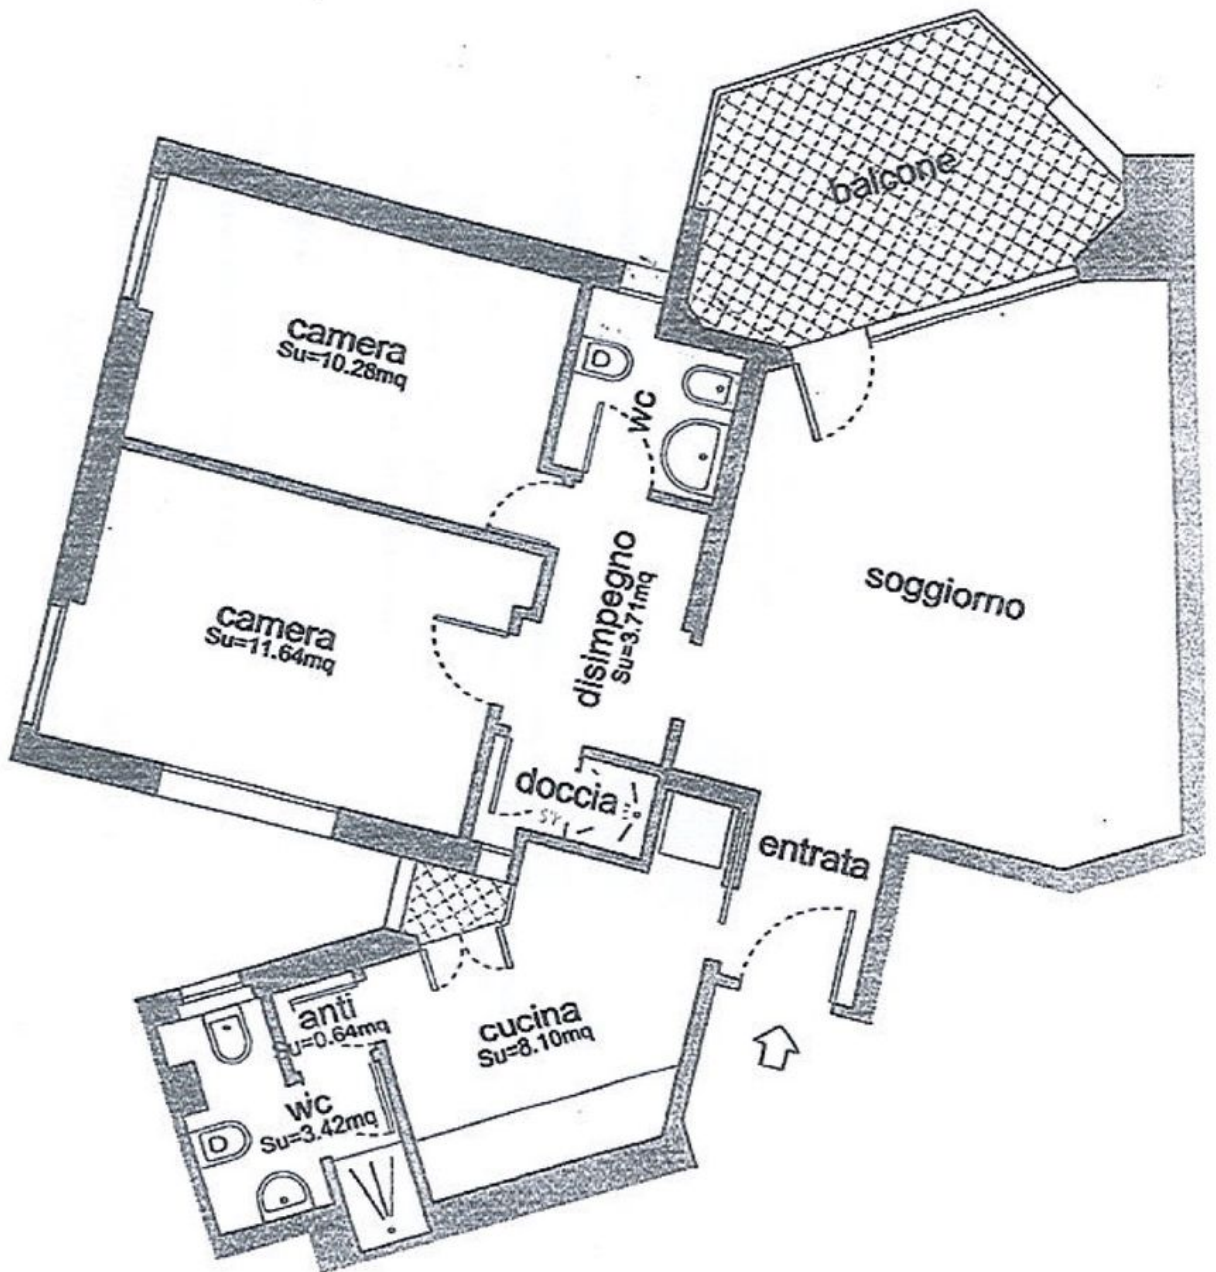 balcone
camera
Su=10.28mq
wc
camera
Su=11.64mq
disimpegno
Su=3.71mq
soggiorno
doccia
entrata
anti
Su=0.64mq
cucina
Su=8.10mq
wc
Su=3.42mq